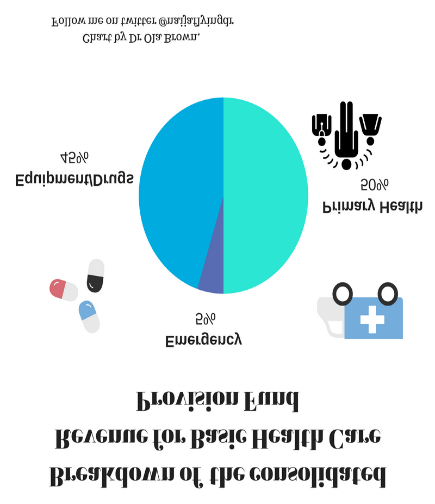 Breakdown of the consolidated
Revenue for Basic Health Care
Provision Fund
Emergency
5%
Primary Health
50%
Equipment/Drugs
45%
Chart by Dr Ola Brown.
Follow me on twitter @naijaflyingdr